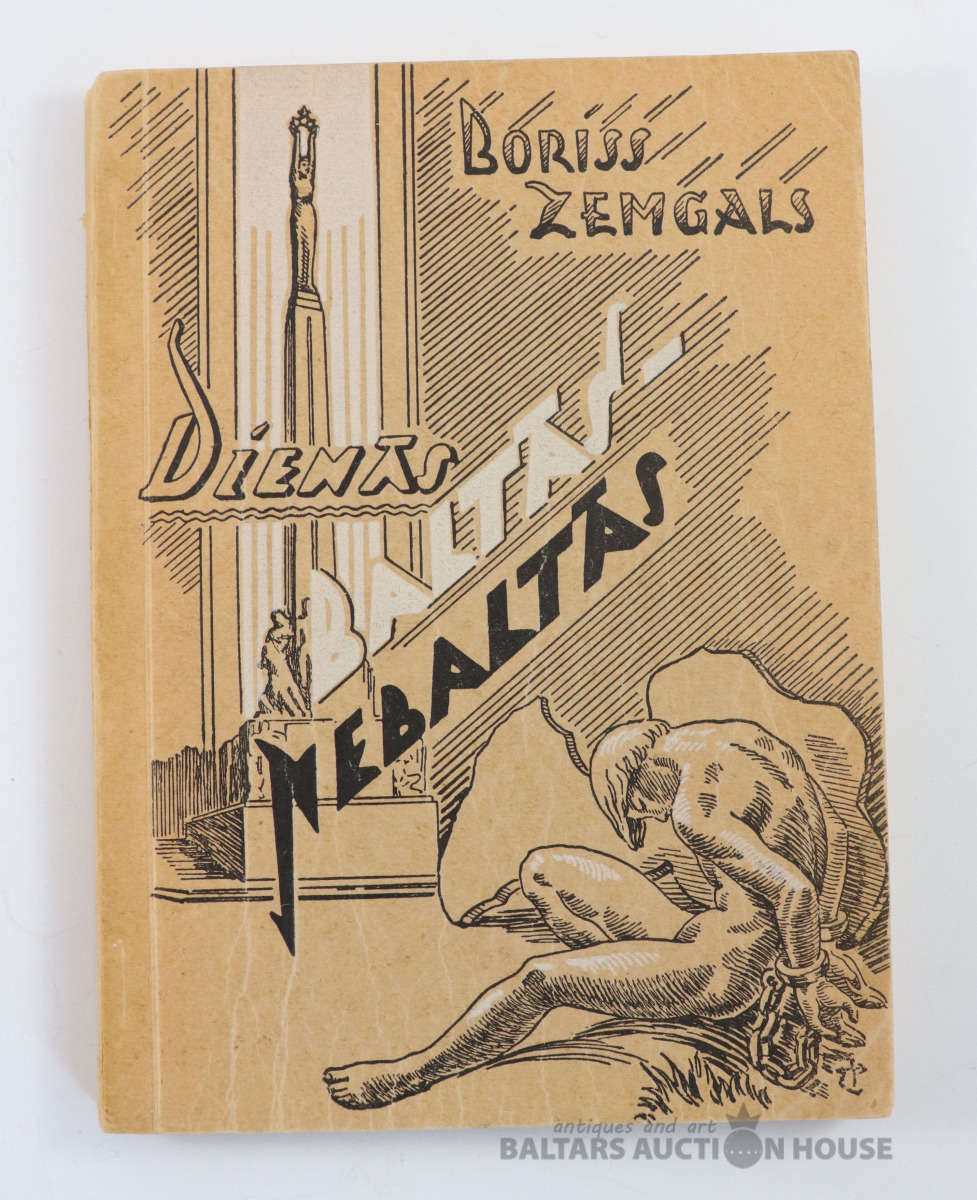 BORISS
ZEMGALS
DIENAS
BALTAS-
NEBALTAS
antiques and art
BALTARS AUCTION HOUSE